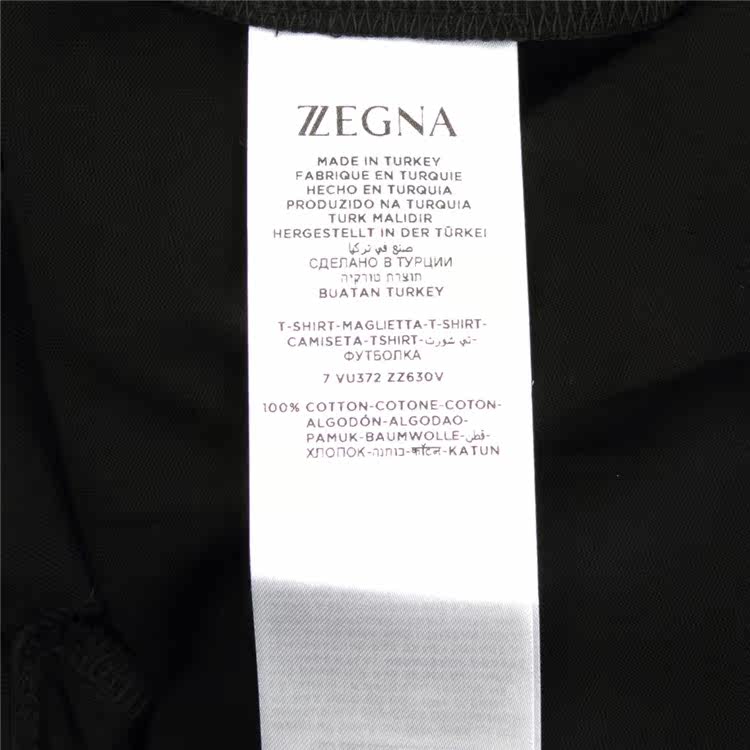 ZZEGNA
MADE IN TURKEY
FABRIQUE EN TURQUIE
HECHO EN TURQUIA
PRODUZIDO NA TURQUIA
TURK MALIDIR
HERGESTELLT IN DER TÜRKEI
صنع في تركيا
СДЕЛАНО В ТУРЦИИ
תוצרת טורקיה
BUATAN TURKEY
T-SHIRT-MAGLIETTA-T-SHIRT-
CAMISETA-TSHIRT-تي شورت-
ФУТБОЛКА
7 VU372 ZZ630V
100% COTTON-COTONE-COTON-
ALGODÓN-ALGODAO-
PAMUK-BAUMWOLLE-قطن-
ХЛОПОК-כותנה-कॉटन-KATUN